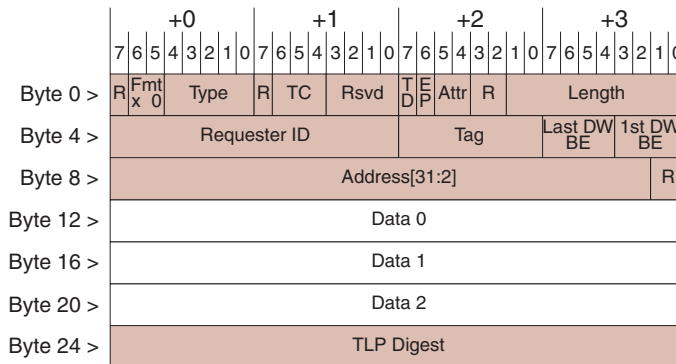 +0 +1 +2 +3
7 6 5 4 3 2 1 0 7 6 5 4 3 2 1 0 7 6 5 4 3 2 1 0 7 6 5 4 3 2 1 0
Byte 0 > R Fmt x 0 Type R TC Rsvd T D E P Attr R Length
Byte 4 > Requester ID Tag Last DW BE 1st DW BE
Byte 8 > Address[31:2] R
Byte 12 > Data 0
Byte 16 > Data 1
Byte 20 > Data 2
Byte 24 > TLP Digest